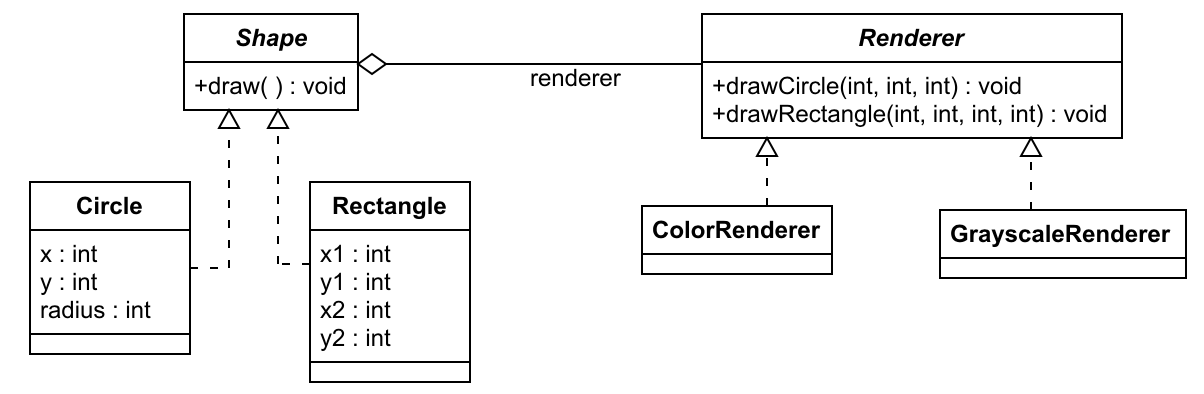 Shape
+draw( ) : void
renderer
Renderer
+drawCircle(int, int, int) : void
+drawRectangle(int, int, int, int) : void
Circle
x : int
y : int
radius : int
Rectangle
x1 : int
y1 : int
x2 : int
y2 : int
ColorRenderer
GrayscaleRenderer